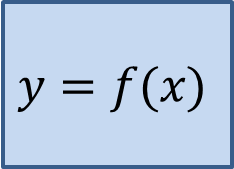 y = f(x)